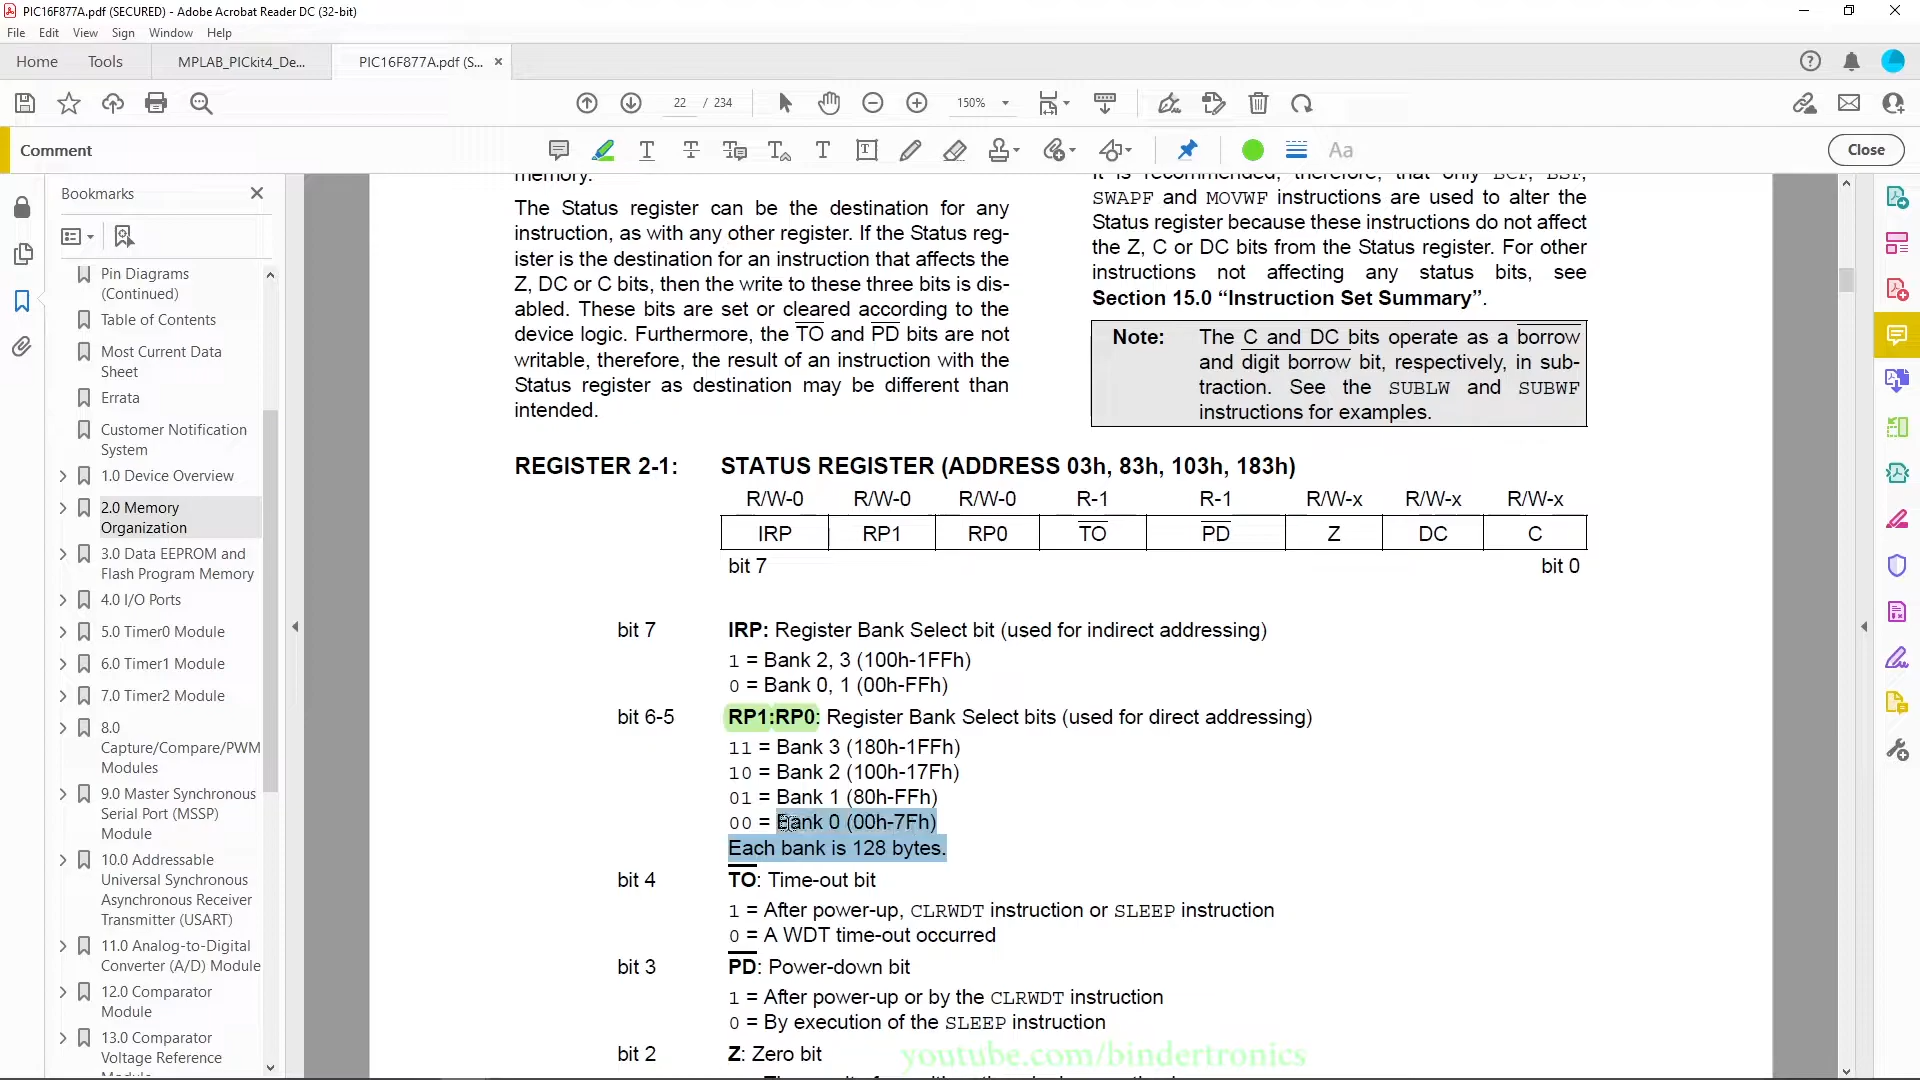 PIC16F877A.pdf (SECURED) - Adobe Acrobat Reader DC (32-bit)
File Edit View Sign Window Help
Home Tools MPLAB_PICkit4_De... PIC16F877A.pdf (S... ×
22 / 234 150%
Comment Aa Close
Bookmarks
Pin Diagrams
(Continued)
Table of Contents
Most Current Data
Sheet
Errata
Customer Notification
System
1.0 Device Overview
2.0 Memory
Organization
3.0 Data EEPROM and
Flash Program Memory
4.0 I/O Ports
5.0 Timer0 Module
6.0 Timer1 Module
7.0 Timer2 Module
8.0
Capture/Compare/PWM
Modules
9.0 Master Synchronous
Serial Port (MSSP)
Module
10.0 Addressable
Universal Synchronous
Asynchronous Receiver
Transmitter (USART)
11.0 Analog-to-Digital
Converter (A/D) Module
12.0 Comparator
Module
13.0 Comparator
Voltage Reference
memory.
The Status register can be the destination for any
instruction, as with any other register. If the Status reg-
ister is the destination for an instruction that affects the
Z, DC or C bits, then the write to these three bits is dis-
abled. These bits are set or cleared according to the
device logic. Furthermore, the TO and PD bits are not
writable, therefore, the result of an instruction with the
Status register as destination may be different than
intended.
It is recommended, therefore, that only BCF, BSF,
SWAPF and MOVWF instructions are used to alter the
Status register because these instructions do not affect
the Z, C or DC bits from the Status register. For other
instructions not affecting any status bits, see
Section 15.0 “Instruction Set Summary”.
Note: The C and DC bits operate as a borrow
and digit borrow bit, respectively, in sub-
traction. See the SUBLW and SUBWF
instructions for examples.
REGISTER 2-1: STATUS REGISTER (ADDRESS 03h, 83h, 103h, 183h)
R/W-0 R/W-0 R/W-0 R-1 R-1 R/W-x R/W-x R/W-x
IRP RP1 RP0 TO PD Z DC C
bit 7 bit 0
bit 7 IRP: Register Bank Select bit (used for indirect addressing)
1 = Bank 2, 3 (100h-1FFh)
0 = Bank 0, 1 (00h-FFh)
bit 6-5 RP1:RP0: Register Bank Select bits (used for direct addressing)
11 = Bank 3 (180h-1FFh)
10 = Bank 2 (100h-17Fh)
01 = Bank 1 (80h-FFh)
00 = Bank 0 (00h-7Fh)
Each bank is 128 bytes.
bit 4 TO: Time-out bit
1 = After power-up, CLRWDT instruction or SLEEP instruction
0 = A WDT time-out occurred
bit 3 PD: Power-down bit
1 = After power-up or by the CLRWDT instruction
0 = By execution of the SLEEP instruction
bit 2 Z: Zero bit
youtube.com/bindertronics